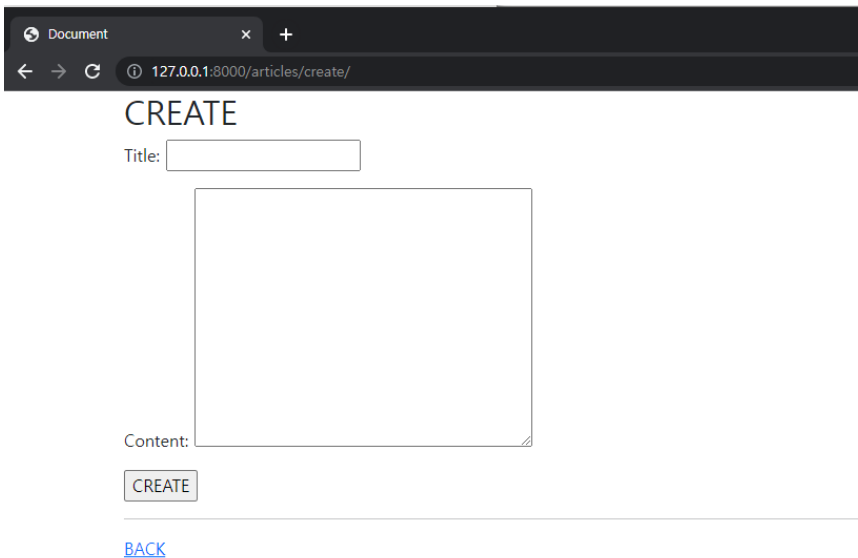 Document
127.0.0.1:8000/articles/create/
CREATE
Title:
Content:
CREATE
BACK